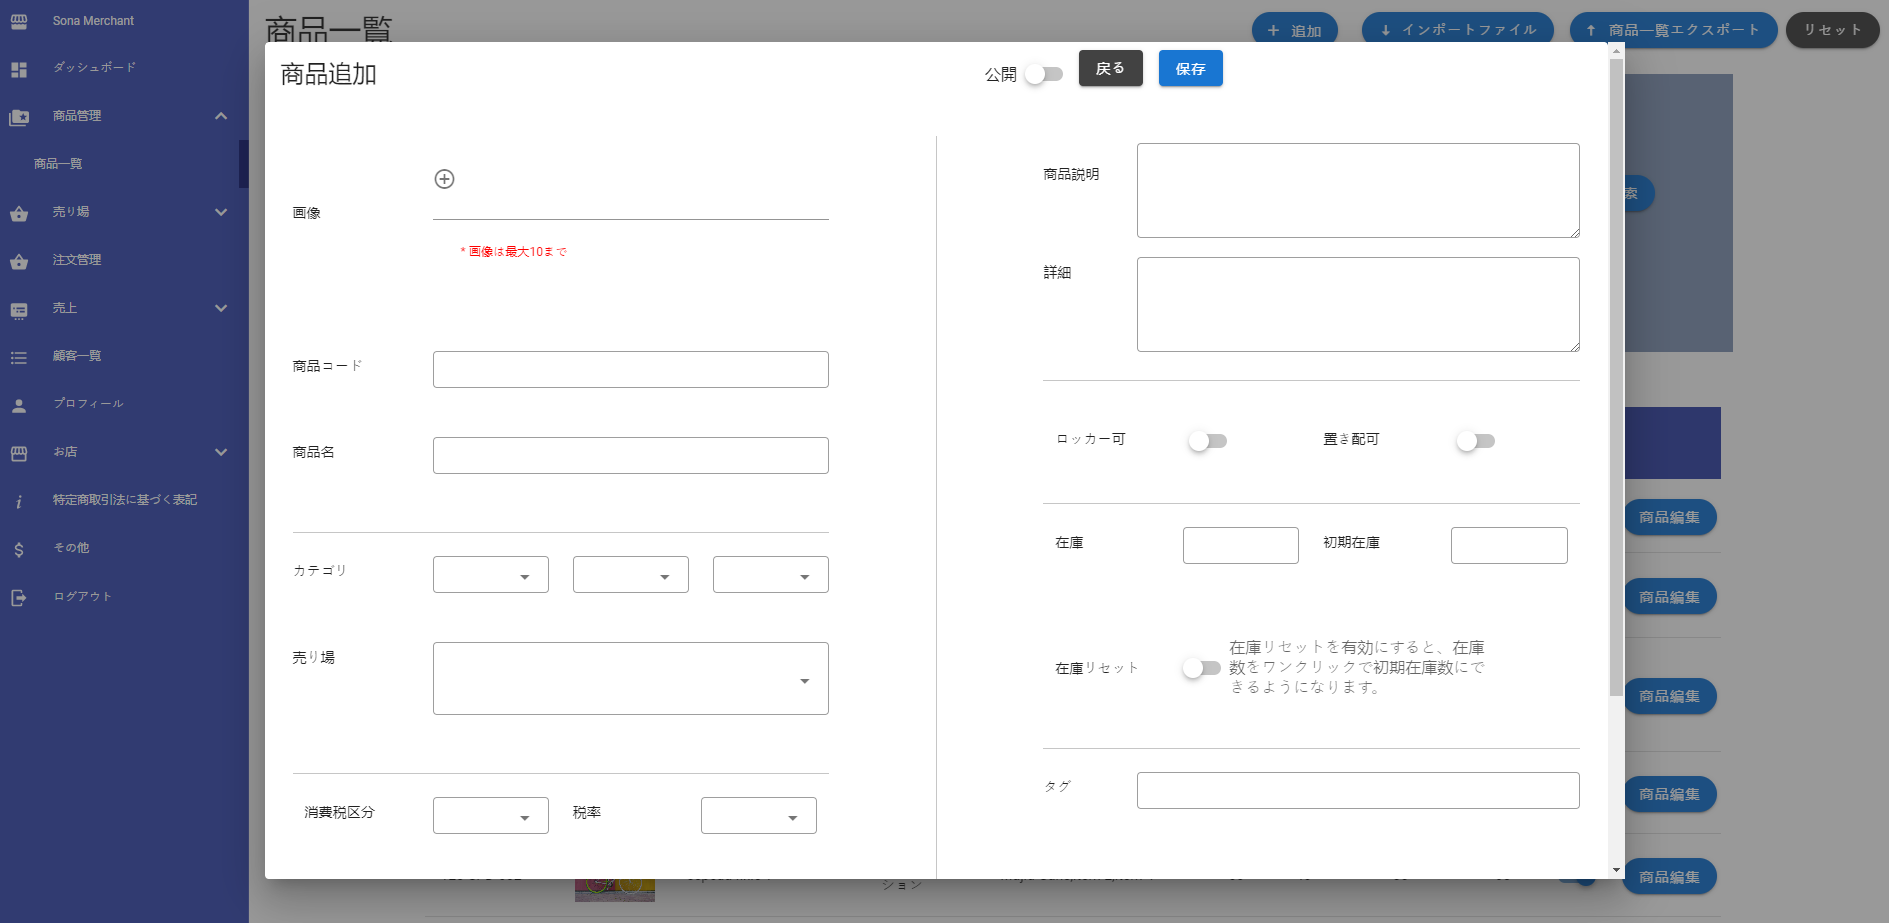 Sona Merchant
ダッシュボード
商品管理
商品一覧
売り場
注文管理
売上
顧客一覧
プロフィール
お店
特定商取引法に基づく表記
その他
ログアウト
商品一覧
追加
インポートファイル
商品一覧エクスポート
リセット
商品追加
公開
戻る
保存
画像
* 画像は最大10まで
商品コード
商品名
カテゴリ
売り場
消費税区分
税率
商品説明
詳細
ロッカー可
置き配可
在庫
初期在庫
在庫リセット
在庫リセットを有効にすると、在庫
数をワンクリックで初期在庫数にで
きるようになります。
タグ
索
商品編集
商品編集
商品編集
商品編集
商品編集
ション